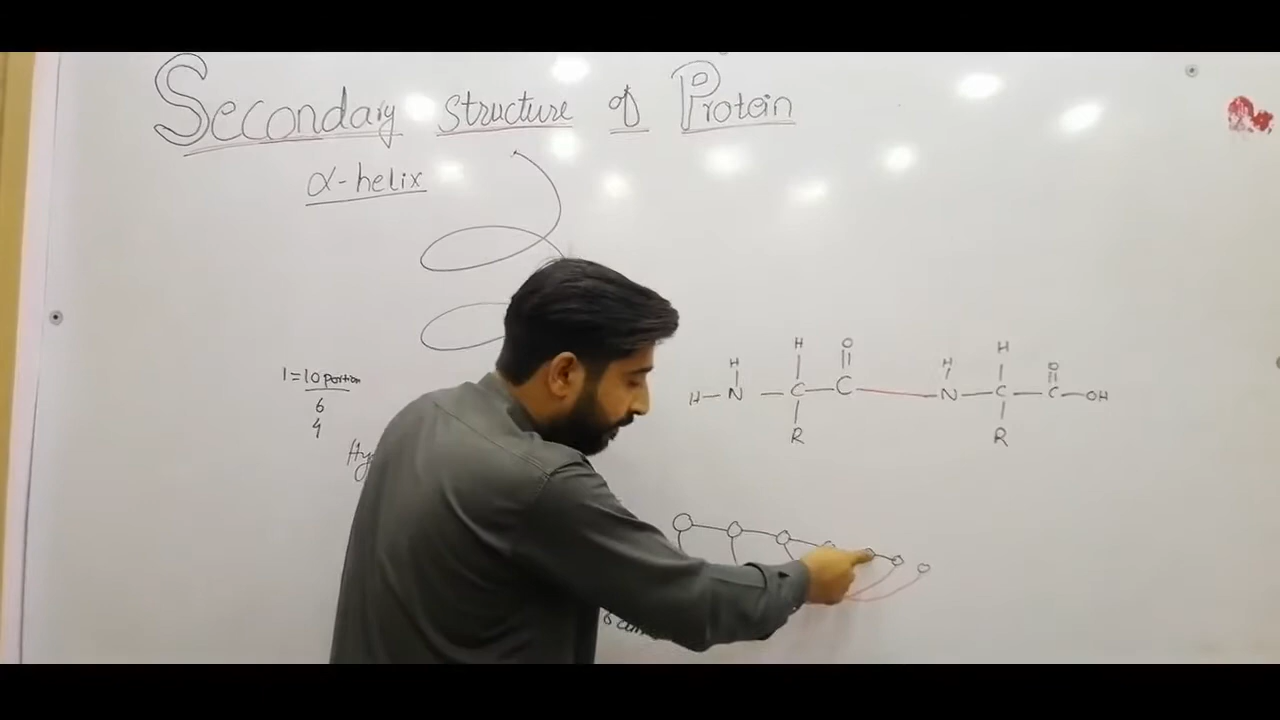 Secondary structure of Protein
α-helix
1=10 portion
6
4
H H O H H O
H–N–C–C–N–C–C–OH
R R